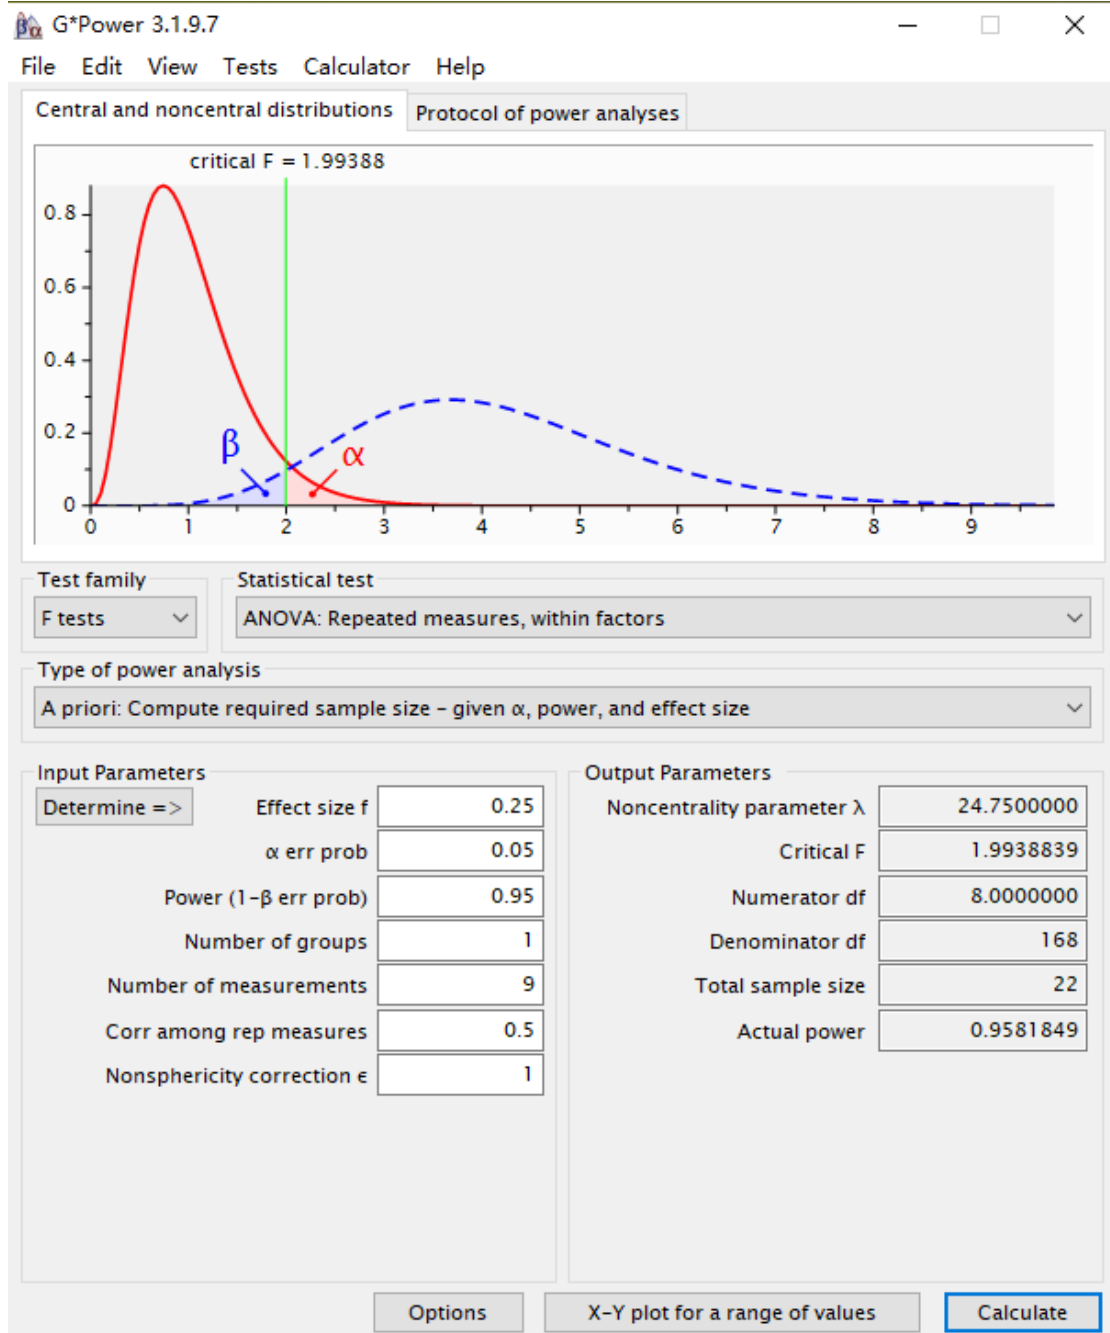 G*Power 3.1.9.7
File Edit View Tests Calculator Help
Central and noncentral distributions Protocol of power analyses
critical F = 1.99388
0.8
0.6
0.4
0.2
0
β
α
0 1 2 3 4 5 6 7 8 9
Test family Statistical test
F tests ANOVA: Repeated measures, within factors
Type of power analysis
A priori: Compute required sample size - given α, power, and effect size
Input Parameters
Determine => Effect size f 0.25
α err prob 0.05
Power (1-β err prob) 0.95
Number of groups 1
Number of measurements 9
Corr among rep measures 0.5
Nonsphericity correction ϵ 1
Output Parameters
Noncentrality parameter λ 24.7500000
Critical F 1.9938839
Numerator df 8.0000000
Denominator df 168
Total sample size 22
Actual power 0.9581849
Options X-Y plot for a range of values Calculate